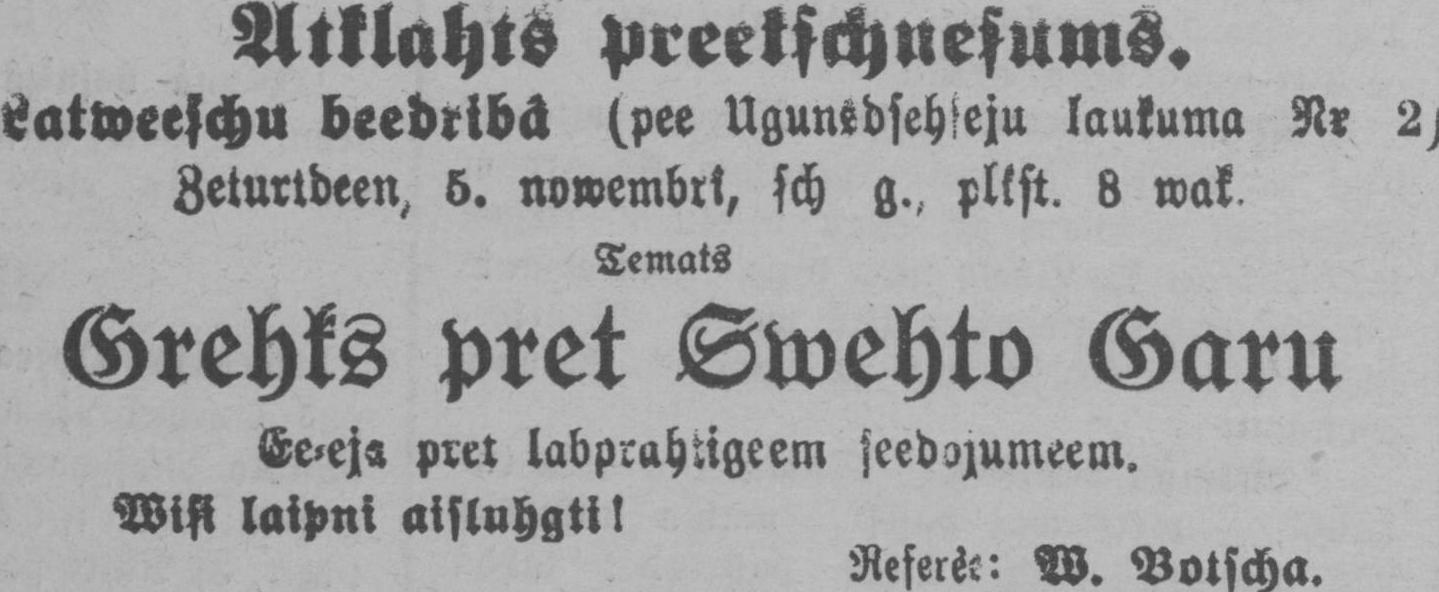 Atklahts preekschnesums.
Latweeschu beedribâ (pee Ugunsdsehseju laukuma Nr 2)
Zeturtdeen, 5. nowembrî, sch g., plkst. 8 wak.
Temats
Grehks pret Swehto Garu
Ee-eja pret labprahtigeem seedojumeem.
Wisi laipni aisluhgti!
Referês: W. Botscha.